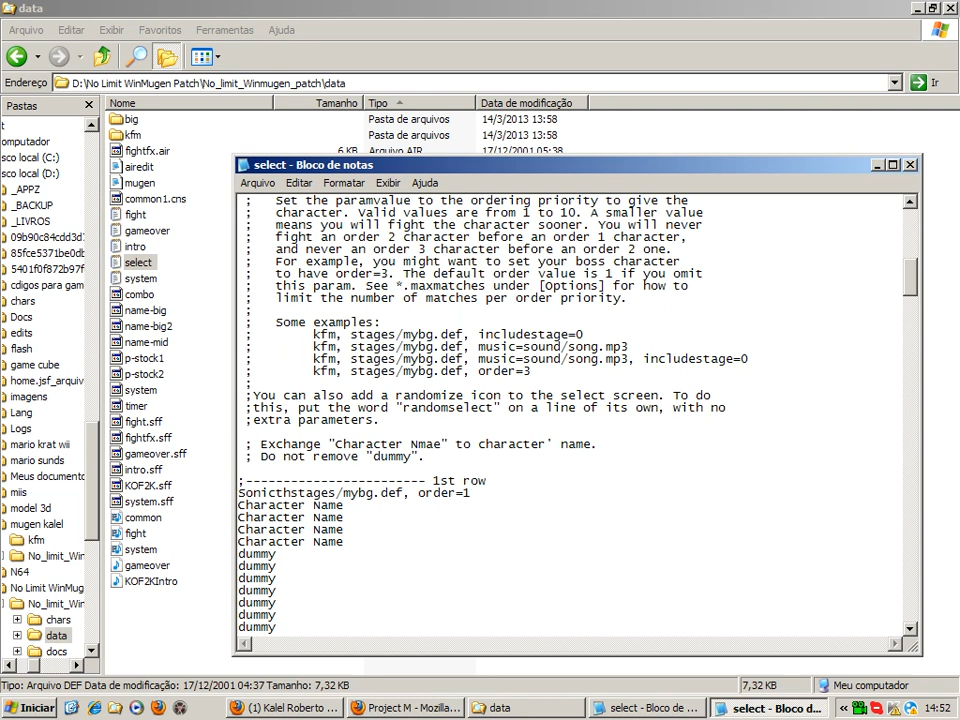 data
Arquivo Editar Exibir Favoritos Ferramentas Ajuda
Endereço D:\No Limit WinMugen Patch\No_limit_Winmugen_patch\data Ir
Pastas
Nome Tamanho Tipo Data de modificação
big Pasta de arquivos 14/3/2013 13:58
kfm Pasta de arquivos 14/3/2013 13:58
fightfx.air 6 KB Arquivo AIR 17/12/2001 05:38
airedit
mugen
common1.cns
fight
gameover
intro
select
system
combo
name-big
name-big2
name-mid
p-stock1
p-stock2
system
timer
fight.sff
fightfx.sff
gameover.sff
intro.sff
KOF2K.sff
system.sff
common
fight
system
gameover
KOF2KIntro
t
omputador
sco local (C:)
sco local (D:)
_APPZ
_BACKUP
_LIVROS
09b90c84cdd3d7
85fce5371be0db
5401f0f872b97f
cdigos para gam
chars
Docs
edits
flash
game cube
home.jsf_arquiv
imagens
Lang
Logs
mario krat wii
mario sunds
Meus documento
miis
model 3d
mugen kalel
kfm
No_limit_Win
N64
No Limit WinMug
No_limit_Win
chars
data
docs
select - Bloco de notas
Arquivo Editar Formatar Exibir Ajuda
; Set the paramvalue to the ordering priority to give the
; character. Valid values are from 1 to 10. A smaller value
; means you will fight the character sooner. You will never
; fight an order 2 character before an order 1 character,
; and never an order 3 character before an order 2 one.
; For example, you might want to set your boss character
; to have order=3. The default order value is 1 if you omit
; this param. See *.maxmatches under [Options] for how to
; limit the number of matches per order priority.
;
; Some examples:
; kfm, stages/mybg.def, includestage=0
; kfm, stages/mybg.def, music=sound/song.mp3
; kfm, stages/mybg.def, music=sound/song.mp3, includestage=0
; kfm, stages/mybg.def, order=3
;
;You can also add a randomize icon to the select screen. To do
;this, put the word "randomselect" on a line of its own, with no
;extra parameters.
; Exchange "Character Nmae" to character' name.
; Do not remove "dummy".
;------------------------ 1st row
Sonicthstages/mybg.def, order=1
Character Name
Character Name
Character Name
Character Name
dummy
dummy
dummy
dummy
dummy
dummy
dummy
Tipo: Arquivo DEF Data de modificação: 17/12/2001 04:37 Tamanho: 7,32 KB 7,32 KB Meu computador
Iniciar (1) Kalel Roberto ... Project M - Mozilla... data select - Bloco de ... select - Bloco d... « 14:52